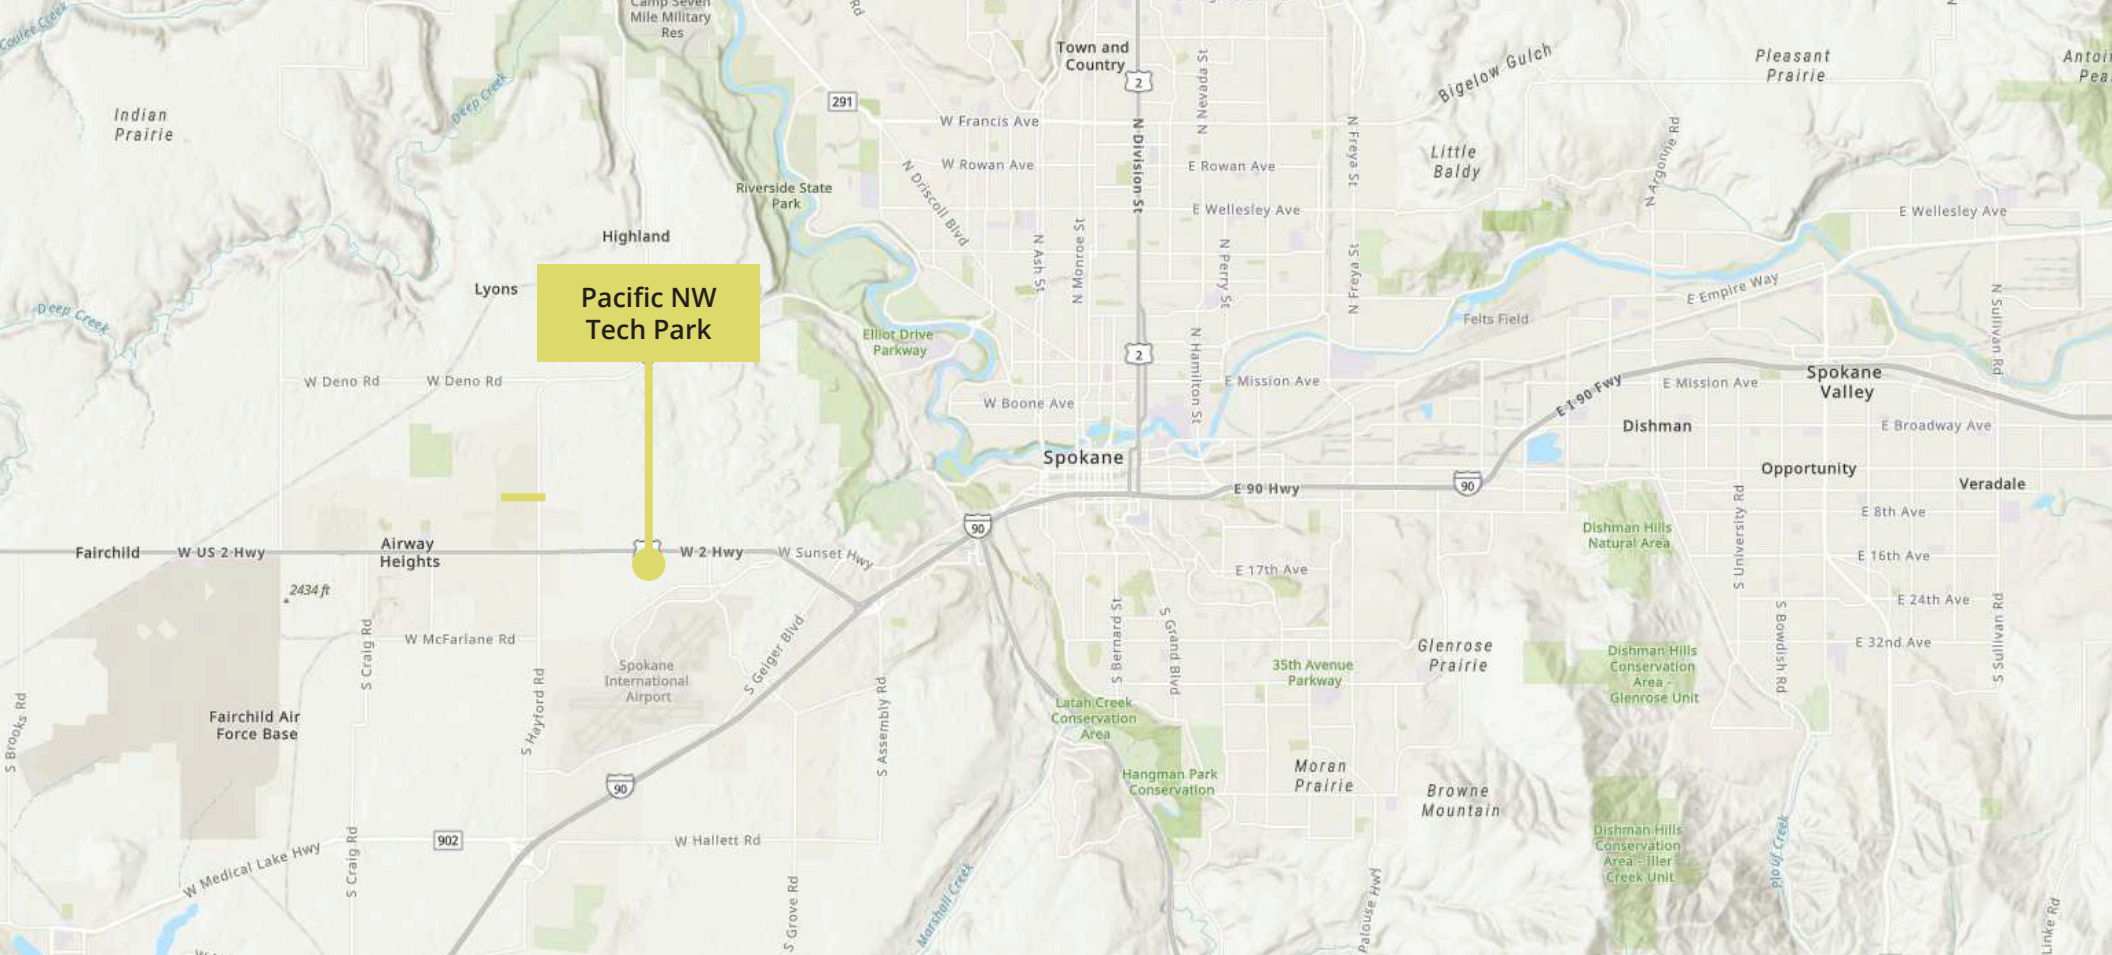 Coulee Creek
Camp Seven
Mile Military
Res
Rd
Town and
Country
2
N Nevada St
Bigelow Gulch
Pleasant
Prairie
Indian
Prairie
Deep Creek
291
W Francis Ave
N Division St
N Freya St
Little
Baldy
N Argonne Rd
W Rowan Ave
E Rowan Ave
Riverside State
Park
N Driscoll Blvd
E Wellesley Ave
E Wellesley Ave
Highland
N Ash St
N Monroe St
N Perry St
N Freya St
Lyons
Pacific NW
Tech Park
Deep Creek
E Empire Way
N Sullivan Rd
Felts Field
Elliot Drive
Parkway
2
N Hamilton St
W Deno Rd
W Deno Rd
E Mission Ave
E I 90 Fwy
E Mission Ave
Spokane
Valley
W Boone Ave
Dishman
E Broadway Ave
Spokane
Opportunity
E 90 Hwy
90
Veradale
S University Rd
E 8th Ave
90
Dishman Hills
Natural Area
Fairchild
W US 2 Hwy
Airway
Heights
W 2 Hwy
W Sunset Hwy
E 16th Ave
E 17th Ave
2434 ft
E 24th Ave
S Craig Rd
W McFarlane Rd
S Geiger Blvd
S Bernard St
S Grand Blvd
S Bowdish Rd
E 32nd Ave
S Sullivan Rd
Glenrose
Prairie
Spokane
International
Airport
35th Avenue
Parkway
Dishman Hills
Conservation
Area -
Glenrose Unit
S Brooks Rd
Fairchild Air
Force Base
S Hayford Rd
S Assembly Rd
Latah Creek
Conservation
Area
Hangman Park
Conservation
Moran
Prairie
Browne
Mountain
90
902
W Hallett Rd
Dishman Hills
Conservation
Area - Iller
Creek Unit
Plouf Creek
W Medical Lake Hwy
S Craig Rd
S Grove Rd
Marshall Creek
Palouse Hwy
Linke Rd